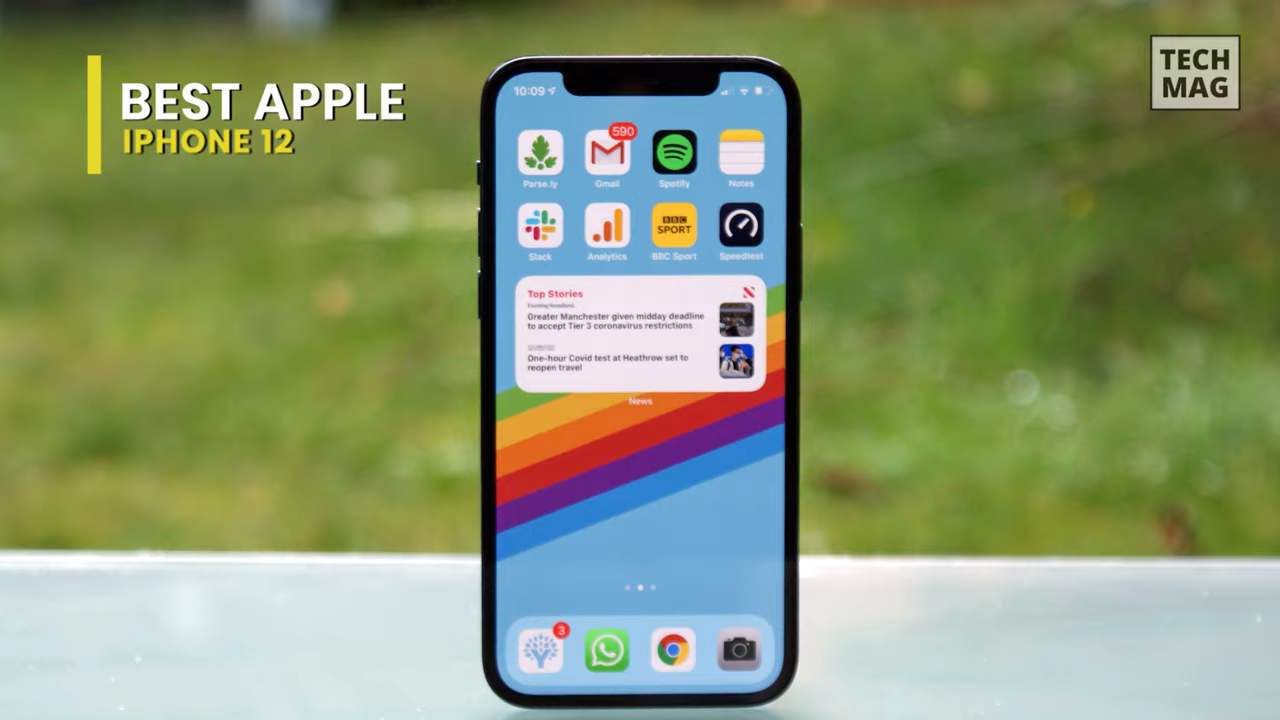 BEST APPLE
IPHONE 12
TECH
MAG
10:09
590
Parse.ly
Gmail
Spotify
Notes
BBC
SPORT
Slack
Analytics
BBC Sport
Speedtest
Top Stories
Evening Standard.
Greater Manchester given midday deadline
to accept Tier 3 coronavirus restrictions
One-hour Covid test at Heathrow set to
reopen travel
News
3